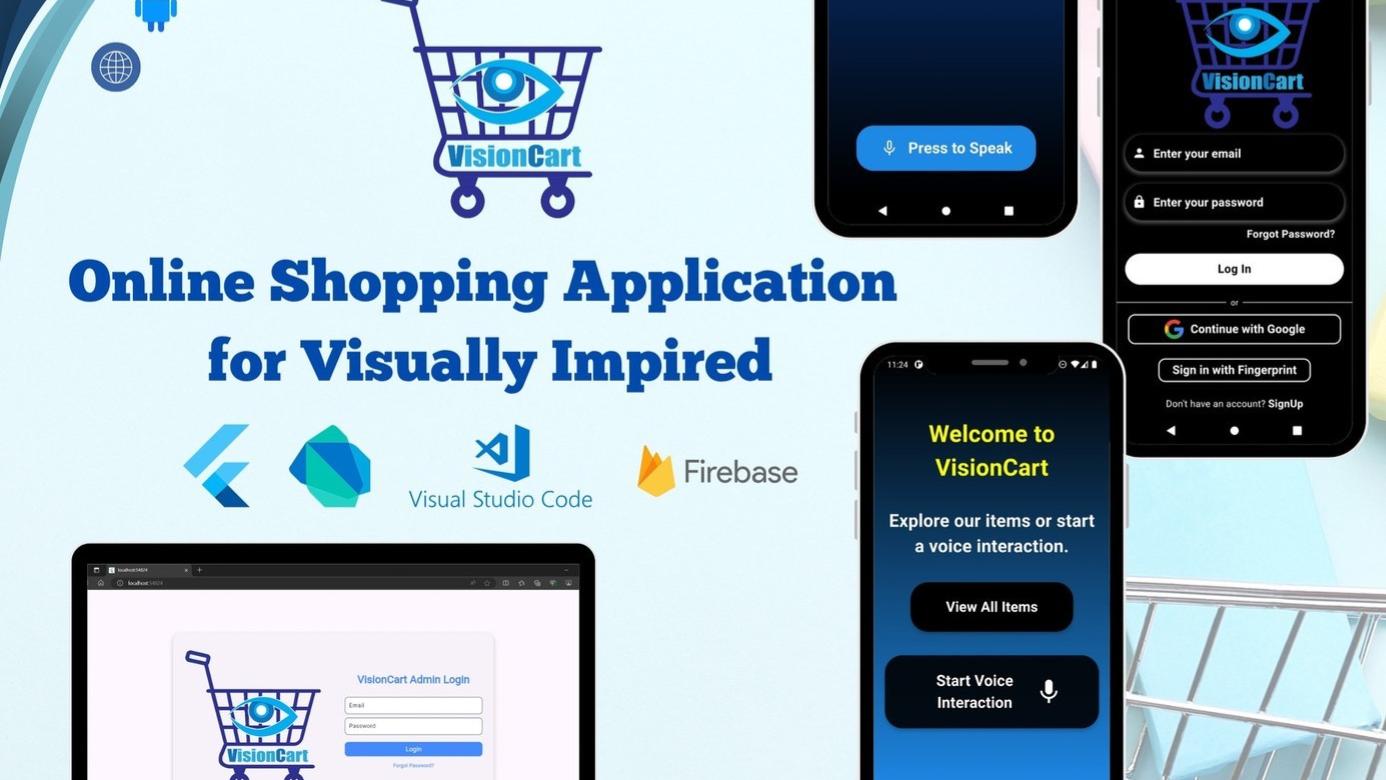 VisionCart
Online Shopping Application
for Visually Impired
Visual Studio Code
Firebase
Press to Speak
VisionCart
Enter your email
Enter your password
Forgot Password?
Log In
or
Continue with Google
Sign in with Fingerprint
Don't have an account? SignUp
11:24
Welcome to
VisionCart
Explore our items or start
a voice interaction.
View All Items
Start Voice
Interaction
localhost:54824
localhost:54824
VisionCart
VisionCart Admin Login
Email
Password
Login
Forgot Password?